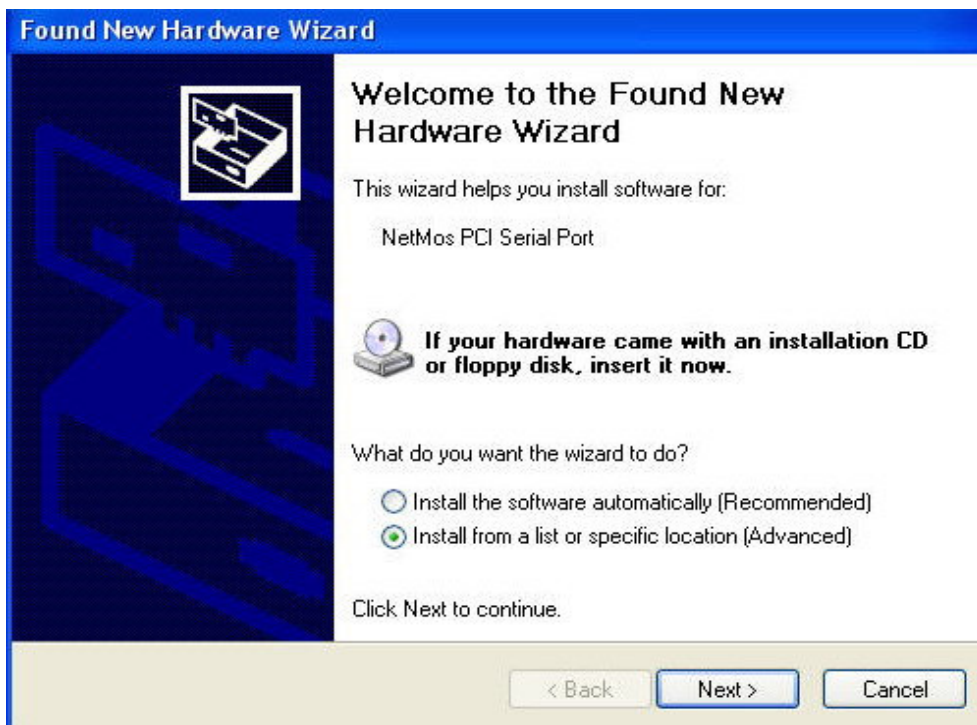 Found New Hardware Wizard
Welcome to the Found New
Hardware Wizard
This wizard helps you install software for:
NetMos PCI Serial Port
If your hardware came with an installation CD
or floppy disk, insert it now.
What do you want the wizard to do?
Install the software automatically (Recommended)
Install from a list or specific location (Advanced)
Click Next to continue.
< Back
Next >
Cancel